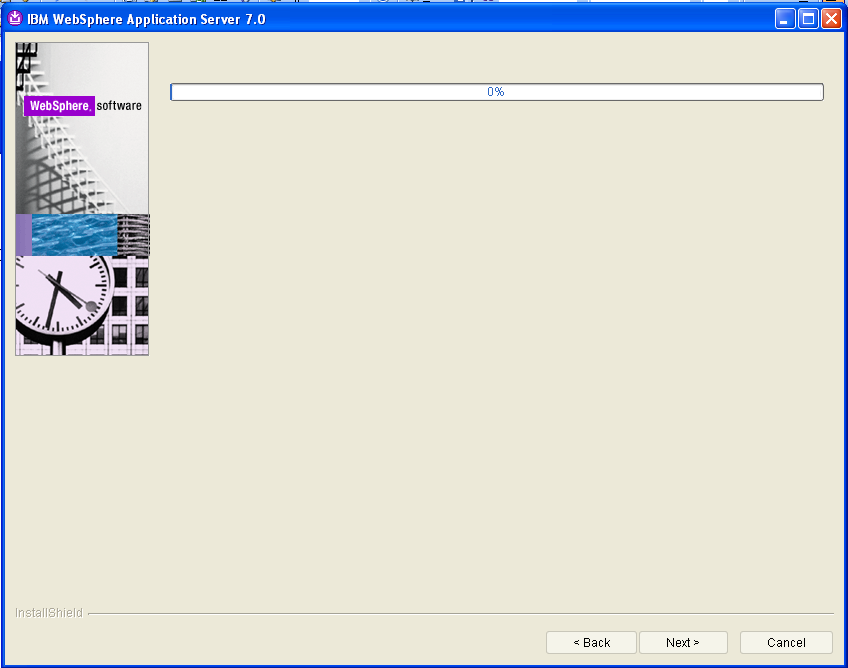 IBM WebSphere Application Server 7.0
WebSphere. software
0%
InstallShield
< Back Next > Cancel